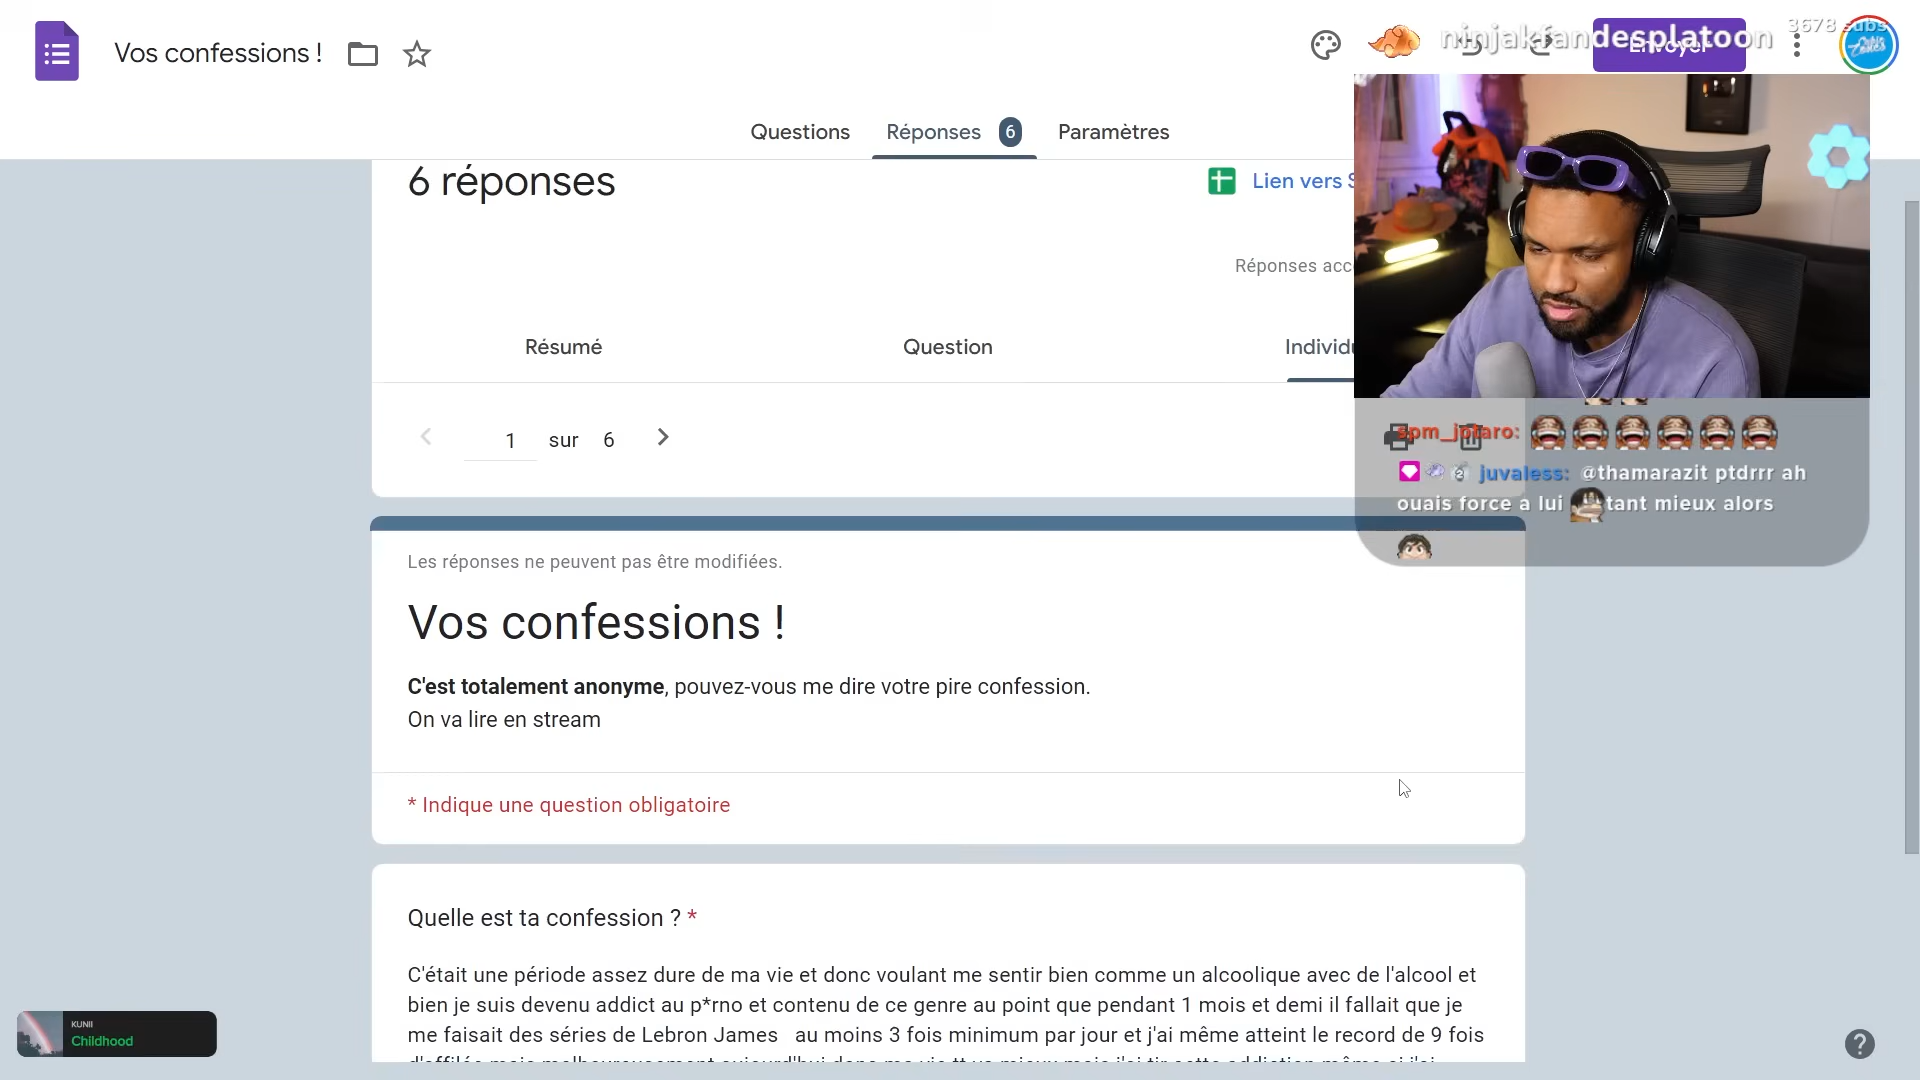 Vos confessions !
ninjakfandesplatoon
3678 subs
Questions
Réponses
6
Paramètres
6 réponses
Lien vers S
Réponses acc
Résumé
Question
Individu
1 sur 6
spm_jotaro:
juvaless: @thamarazit ptdrrr ah
ouais force a lui tant mieux alors
Les réponses ne peuvent pas être modifiées.
Vos confessions !
C'est totalement anonyme, pouvez-vous me dire votre pire confession.
On va lire en stream
* Indique une question obligatoire
Quelle est ta confession ? *
C'était une période assez dure de ma vie et donc voulant me sentir bien comme un alcoolique avec de l'alcool et
bien je suis devenu addict au p*rno et contenu de ce genre au point que pendant 1 mois et demi il fallait que je
me faisait des séries de Lebron James au moins 3 fois minimum par jour et j'ai même atteint le record de 9 fois
KUNII
Childhood